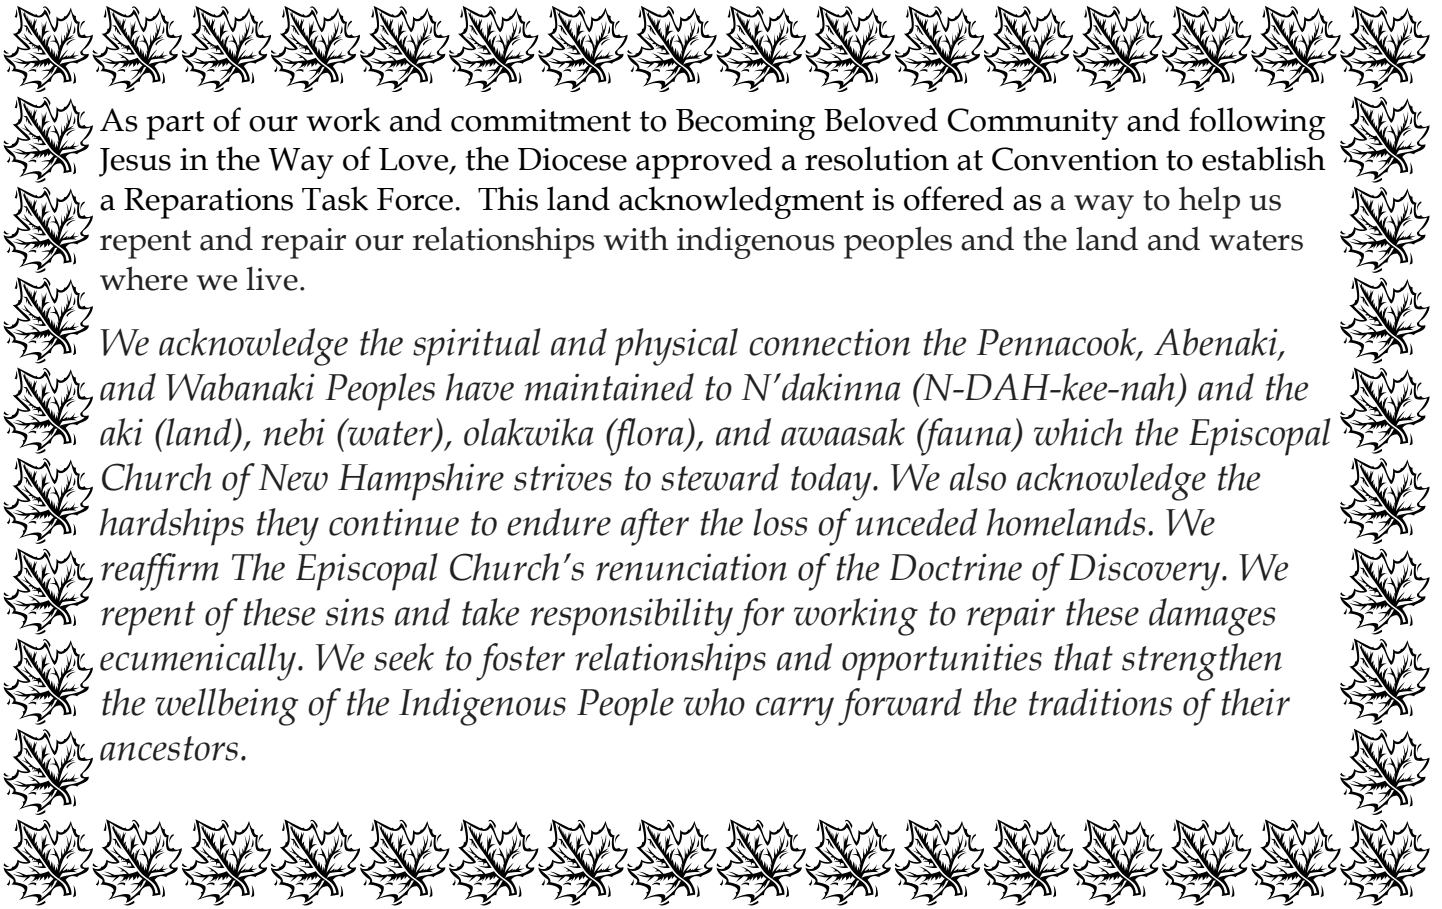 As part of our work and commitment to Becoming Beloved Community and following
Jesus in the Way of Love, the Diocese approved a resolution at Convention to establish
a Reparations Task Force.  This land acknowledgment is offered as a way to help us
repent and repair our relationships with indigenous peoples and the land and waters
where we live.
We acknowledge the spiritual and physical connection the Pennacook, Abenaki,
and Wabanaki Peoples have maintained to N’dakinna (N-DAH-kee-nah) and the
aki (land), nebi (water), olakwika (flora), and awaasak (fauna) which the Episcopal
Church of New Hampshire strives to steward today. We also acknowledge the
hardships they continue to endure after the loss of unceded homelands. We
reaffirm The Episcopal Church’s renunciation of the Doctrine of Discovery. We
repent of these sins and take responsibility for working to repair these damages
ecumenically. We seek to foster relationships and opportunities that strengthen
the wellbeing of the Indigenous People who carry forward the traditions of their
ancestors.